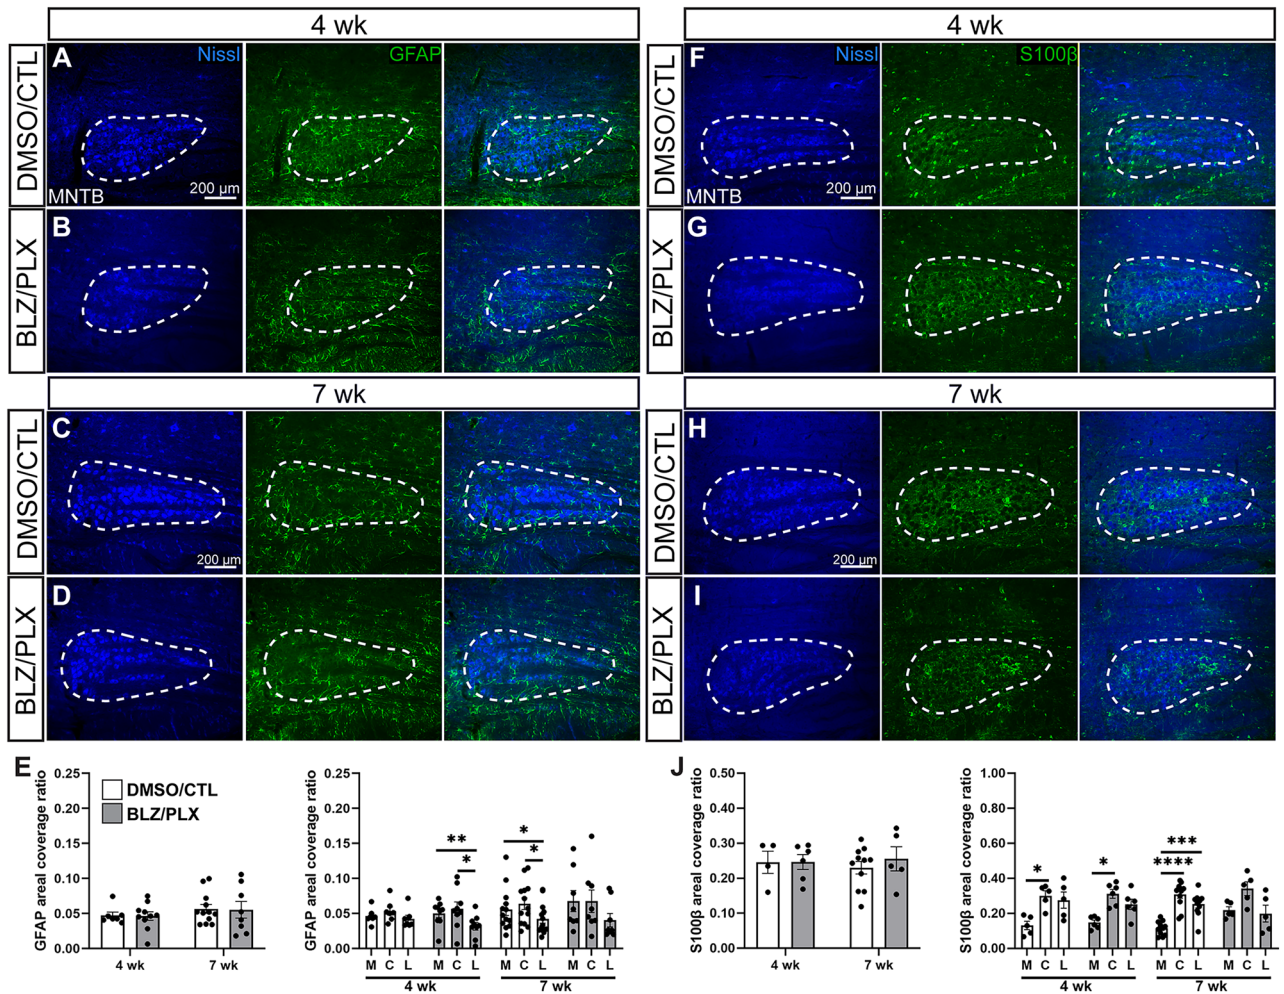 4 wk
4 wk
DMSO/CTL
A
Nissl
GFAP
MNTB
200 µm
BLZ/PLX
B
DMSO/CTL
F
Nissl
S100β
MNTB
200 µm
BLZ/PLX
G
7 wk
7 wk
DMSO/CTL
C
200 µm
BLZ/PLX
D
DMSO/CTL
H
200 µm
BLZ/PLX
I
E
GFAP areal coverage ratio
0.25
0.20
0.15
0.10
0.05
0.00
DMSO/CTL
BLZ/PLX
4 wk
7 wk
GFAP areal coverage ratio
0.25
0.20
0.15
0.10
0.05
0.00
**
*
*
*
M C L M C L M C L M C L
4 wk
7 wk
J
S100β areal coverage ratio
0.50
0.40
0.30
0.20
0.10
0.00
4 wk
7 wk
S100β areal coverage ratio
1.00
0.80
0.60
0.40
0.20
0.00
*
*
***
****
M C L M C L M C L M C L
4 wk
7 wk